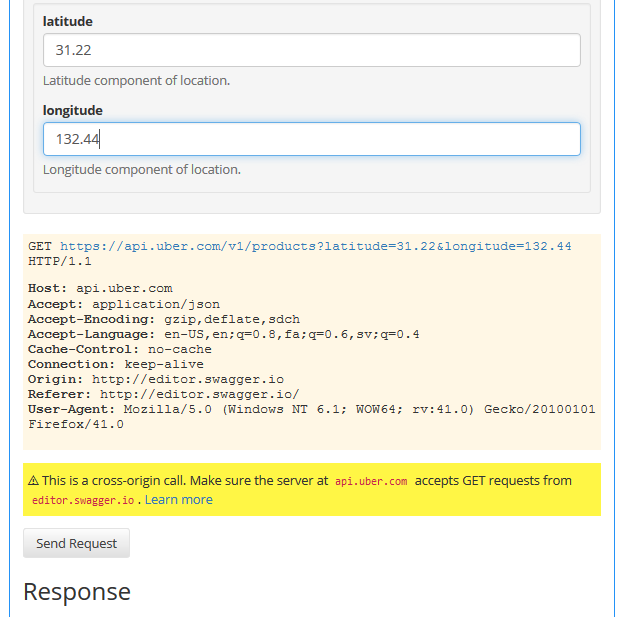 latitude
31.22
Latitude component of location.
longitude
132.44
Longitude component of location.
GET https://api.uber.com/v1/products?latitude=31.22&longitude=132.44
HTTP/1.1
Host: api.uber.com
Accept: application/json
Accept-Encoding: gzip,deflate,sdch
Accept-Language: en-US,en;q=0.8,fa;q=0.6,sv;q=0.4
Cache-Control: no-cache
Connection: keep-alive
Origin: http://editor.swagger.io
Referer: http://editor.swagger.io/
User-Agent: Mozilla/5.0 (Windows NT 6.1; WOW64; rv:41.0) Gecko/20100101
Firefox/41.0
⚠ This is a cross-origin call. Make sure the server at api.uber.com accepts GET requests from
editor.swagger.io. Learn more
Send Request
Response